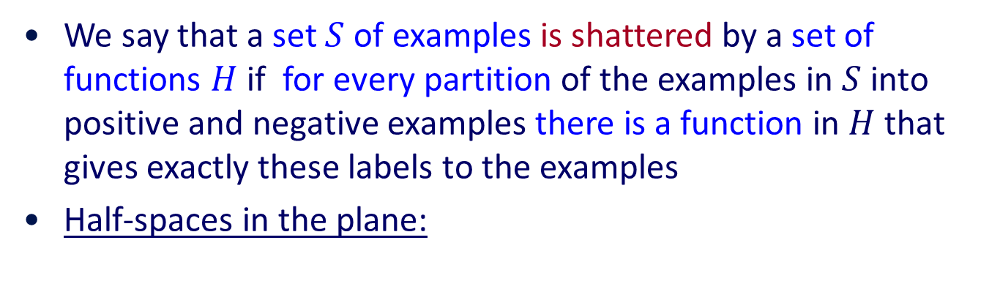 • We say that a set S of examples is shattered by a set of
functions H if for every partition of the examples in S into
positive and negative examples there is a function in H that
gives exactly these labels to the examples
• Half-spaces in the plane: